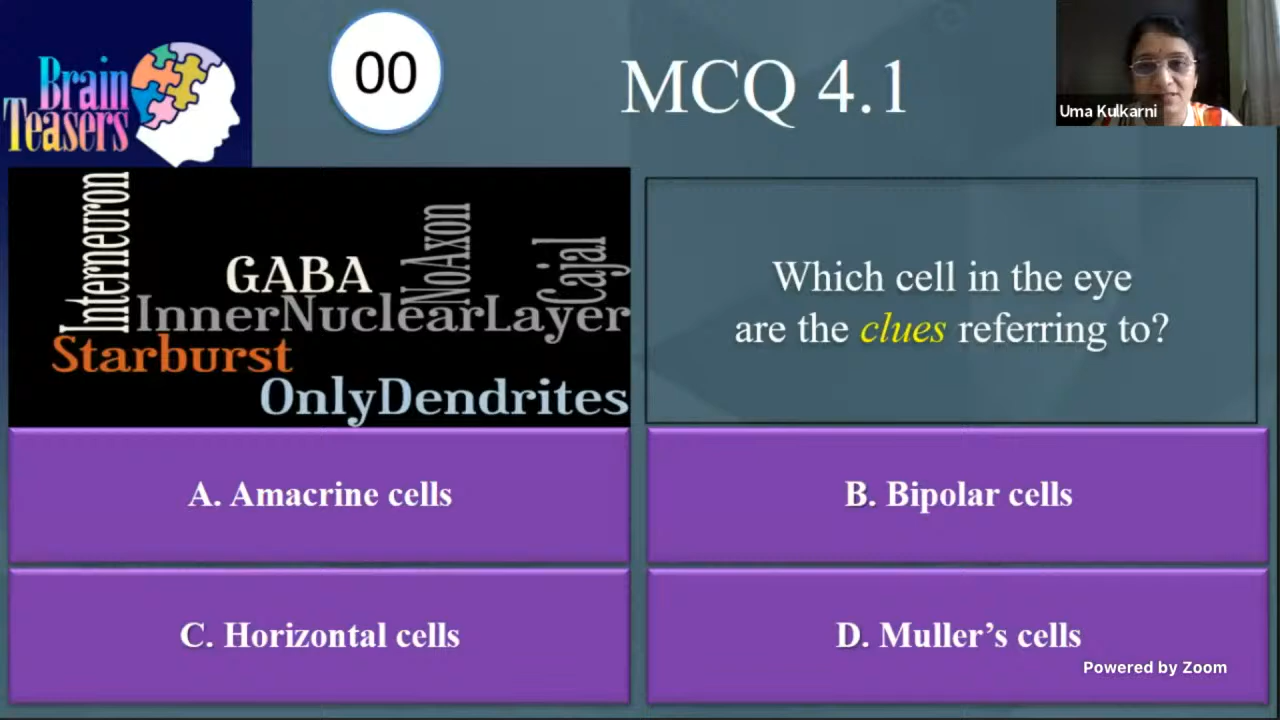 Brain
Teasers
00
MCQ 4.1
Uma Kulkarni
Interneuron
GABA
NoAxon
Cajal
InnerNuclearLayer
Starburst
OnlyDendrites
Which cell in the eye
are the clues referring to?
A. Amacrine cells
B. Bipolar cells
C. Horizontal cells
D. Muller’s cells
Powered by Zoom